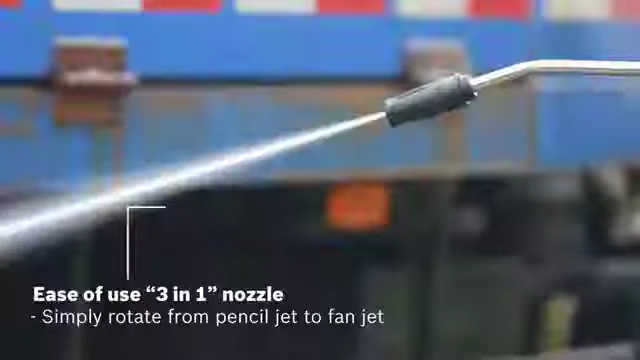 Ease of use “3 in 1” nozzle
- Simply rotate from pencil jet to fan jet